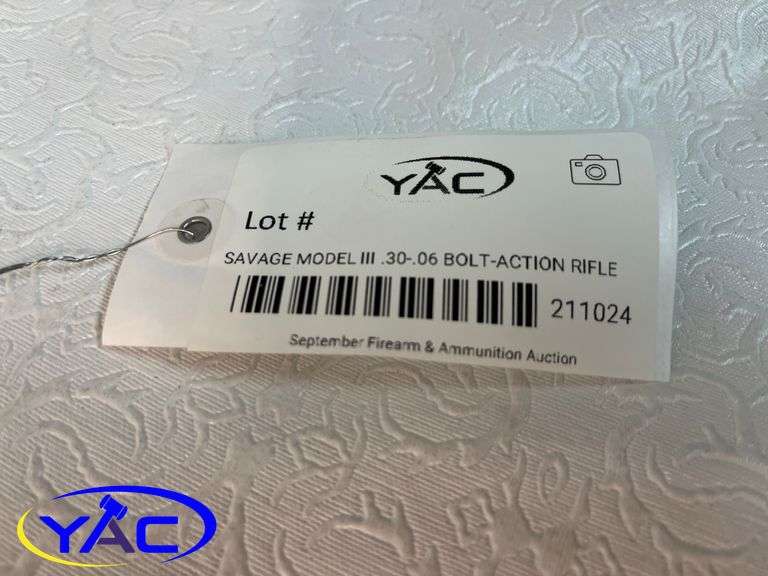 YAC
Lot #
SAVAGE MODEL III .30-.06 BOLT-ACTION RIFLE
211024
September Firearm & Ammunition Auction
YAC